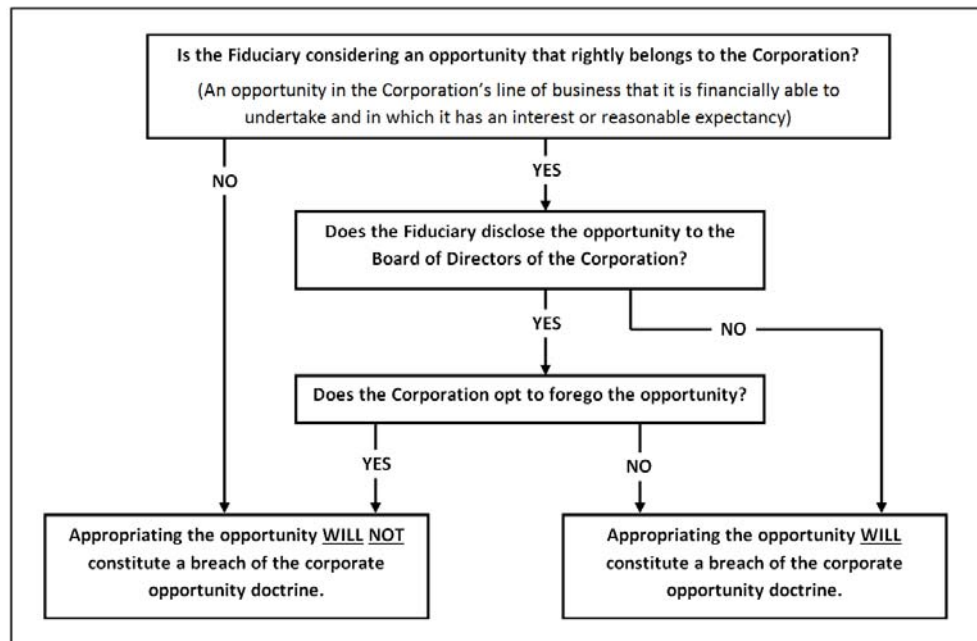 Is the Fiduciary considering an opportunity that rightly belongs to the Corporation?
(An opportunity in the Corporation's line of business that it is financially able to
undertake and in which it has an interest or reasonable expectancy)
NO
YES
Does the Fiduciary disclose the opportunity to the
Board of Directors of the Corporation?
YES
NO
Does the Corporation opt to forego the opportunity?
YES
NO
Appropriating the opportunity WILL NOT
constitute a breach of the corporate
opportunity doctrine.
Appropriating the opportunity WILL
constitute a breach of the corporate
opportunity doctrine.